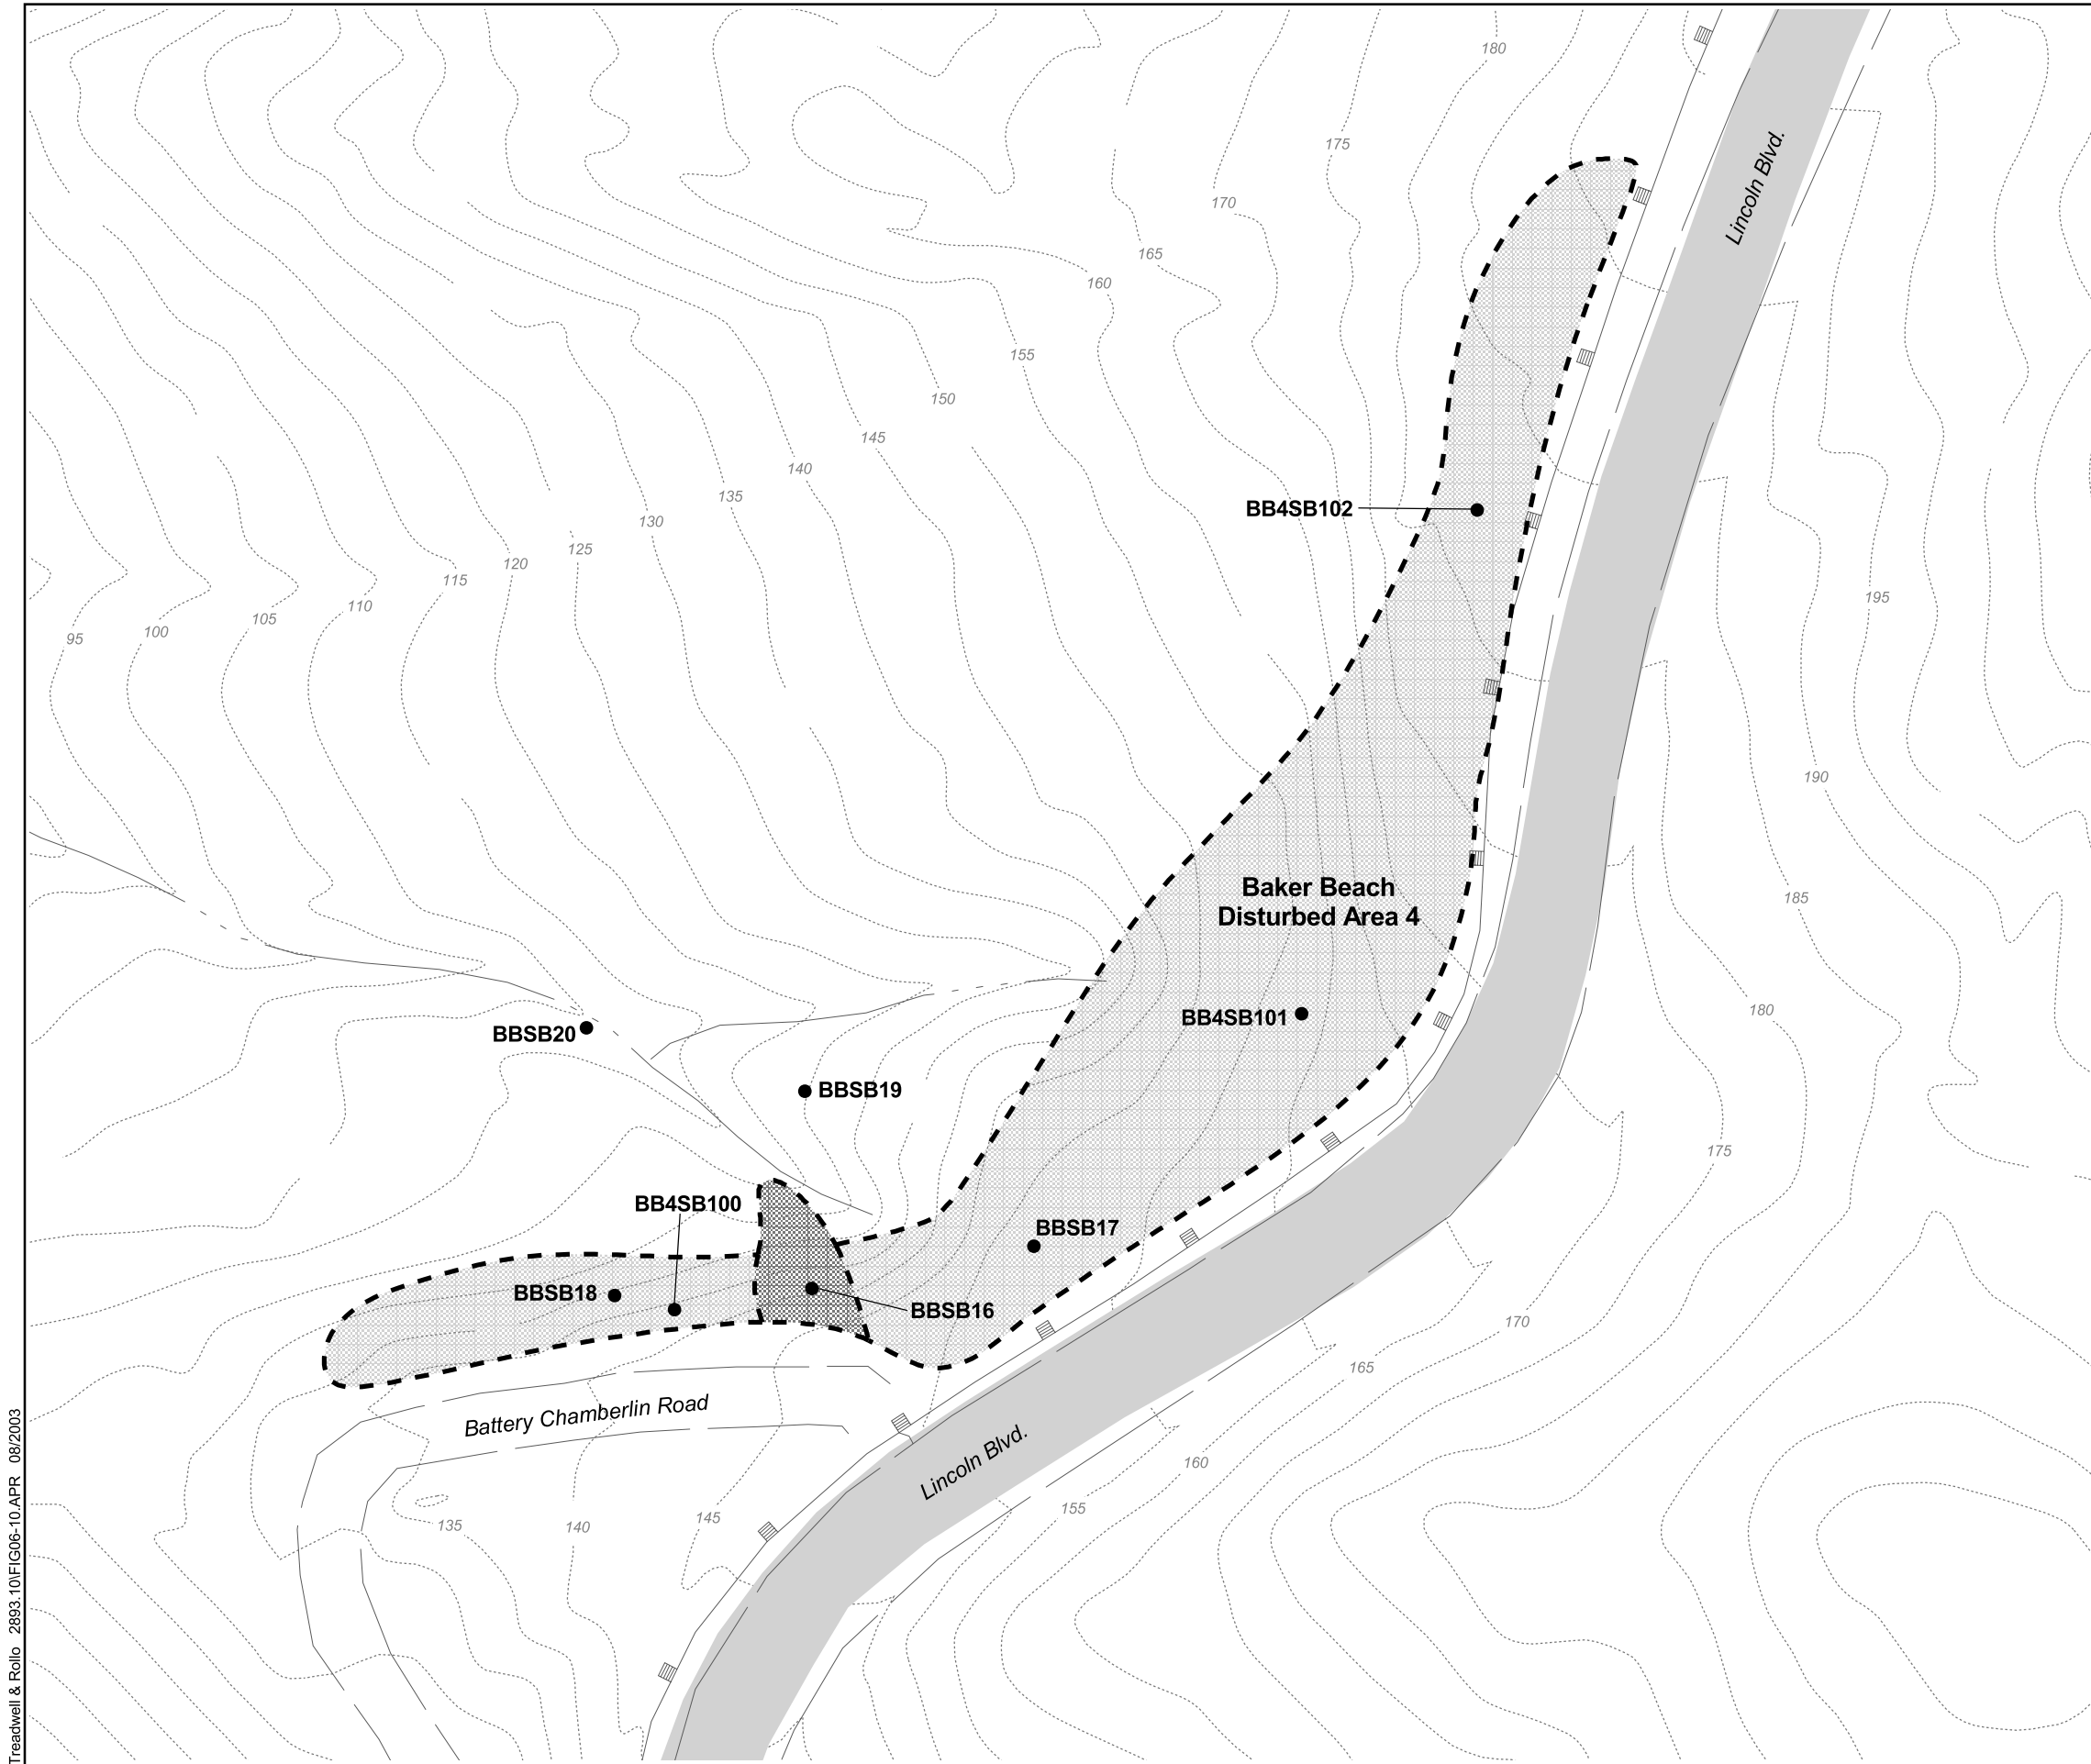 180
Lincoln Blvd.
175
170
165
160
155
150
145
140
135
130
125
120
115
110
105
100
95
BB4SB102
195
190
185
180
175
170
165
160
155
Baker Beach
Disturbed Area 4
BB4SB101
BBSB20
BBSB19
BB4SB100
BBSB17
BBSB18
BBSB16
Battery Chamberlin Road
Lincoln Blvd.
135
140
145
Treadwell & Rollo 2893.10\FIG06-10.APR 08/2003